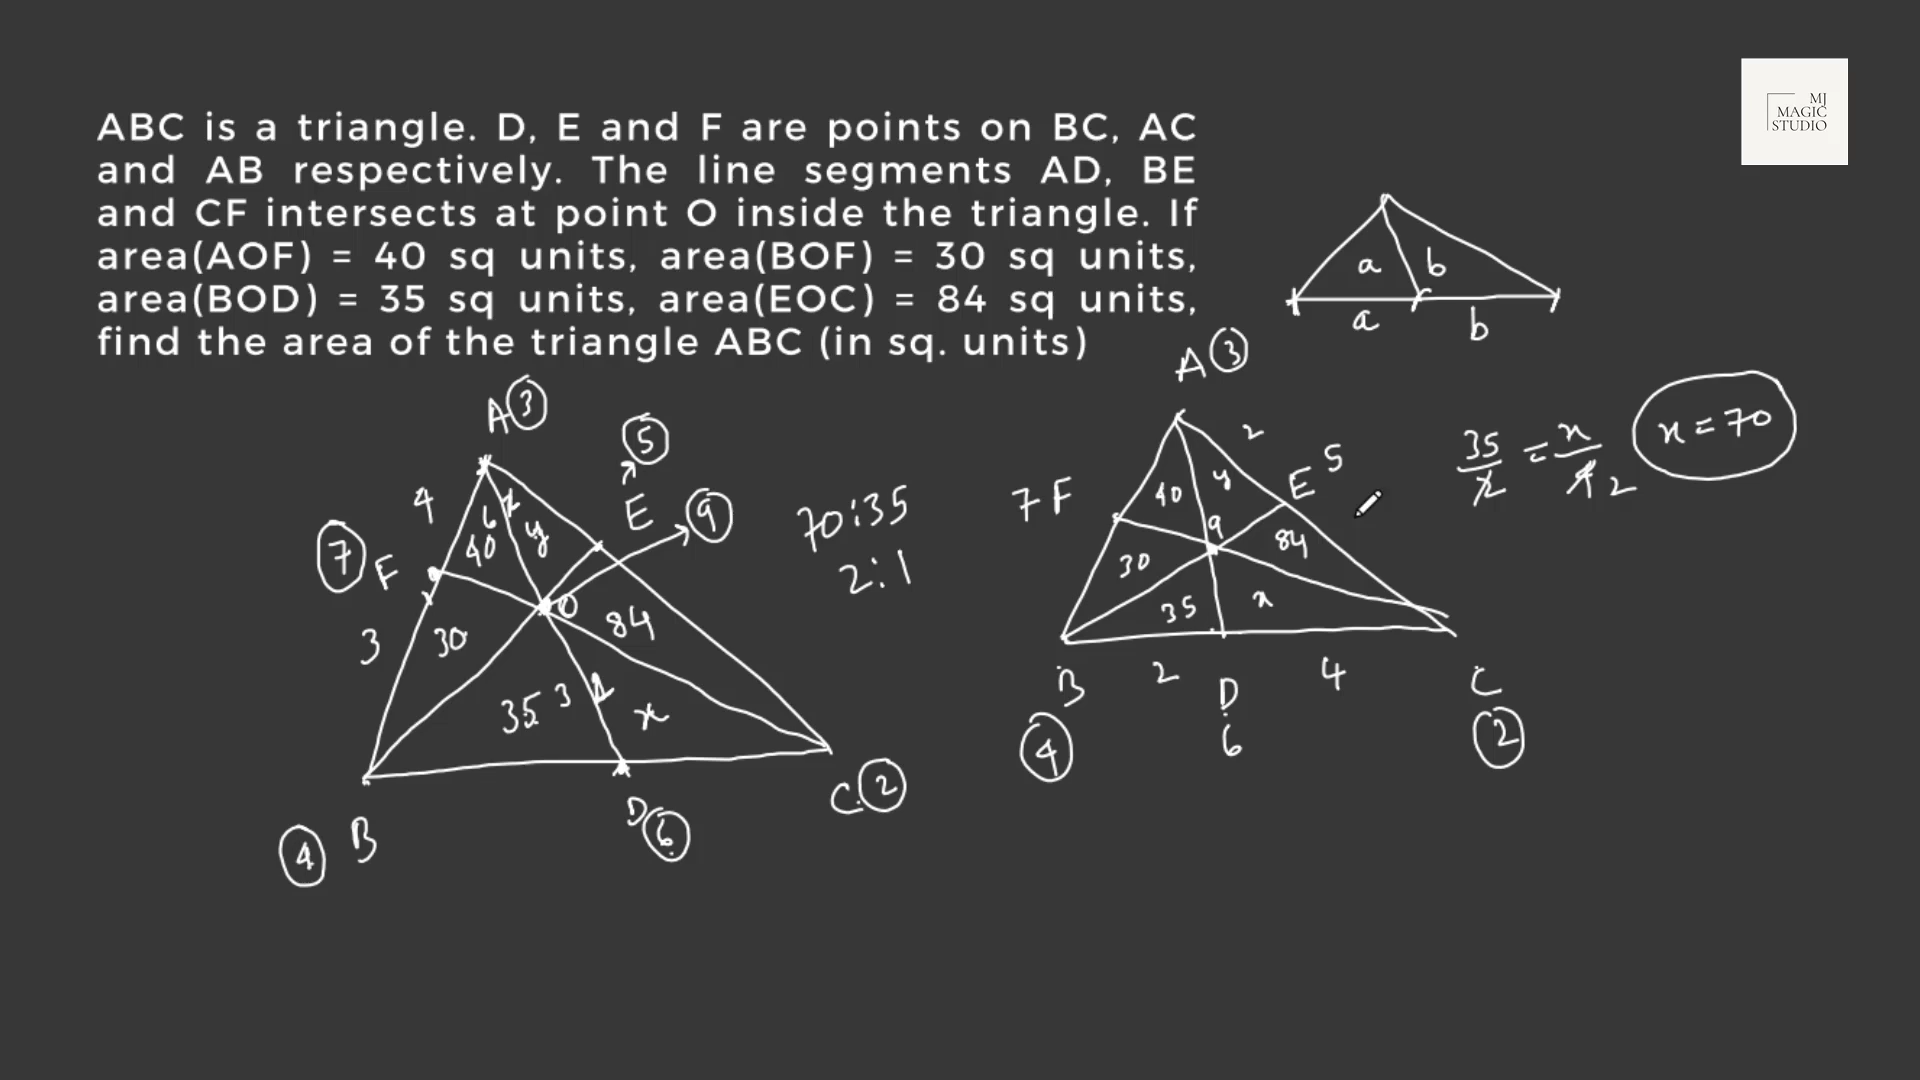 MJ
MAGIC
STUDIO
ABC is a triangle. D, E and F are points on BC, AC
and AB respectively. The line segments AD, BE
and CF intersects at point O inside the triangle. If
area(AOF) = 40 sq units, area(BOF) = 30 sq units,
area(BOD) = 35 sq units, area(EOC) = 84 sq units,
find the area of the triangle ABC (in sq. units)
a b
a b
A 3
5
4
E 9
6 y
40
7 F
O
3 30
84
35 3
x
4 B
D 6
C 2
70:35
2:1
A 3
2
E 5
7 F
40 y
9
30
84
35 x
B 2 D 4 C
4 6 2
35/2 = x/4 2
x = 70